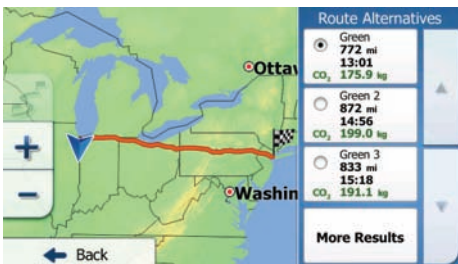 Route Alternatives
Ottav
Green
772 mi
13:01
CO₂ 175.9 kg
Green 2
872 mi
14:56
CO₂ 199.0 kg
Green 3
833 mi
15:18
CO₂ 191.1 kg
Washin
More Results
+
-
Back